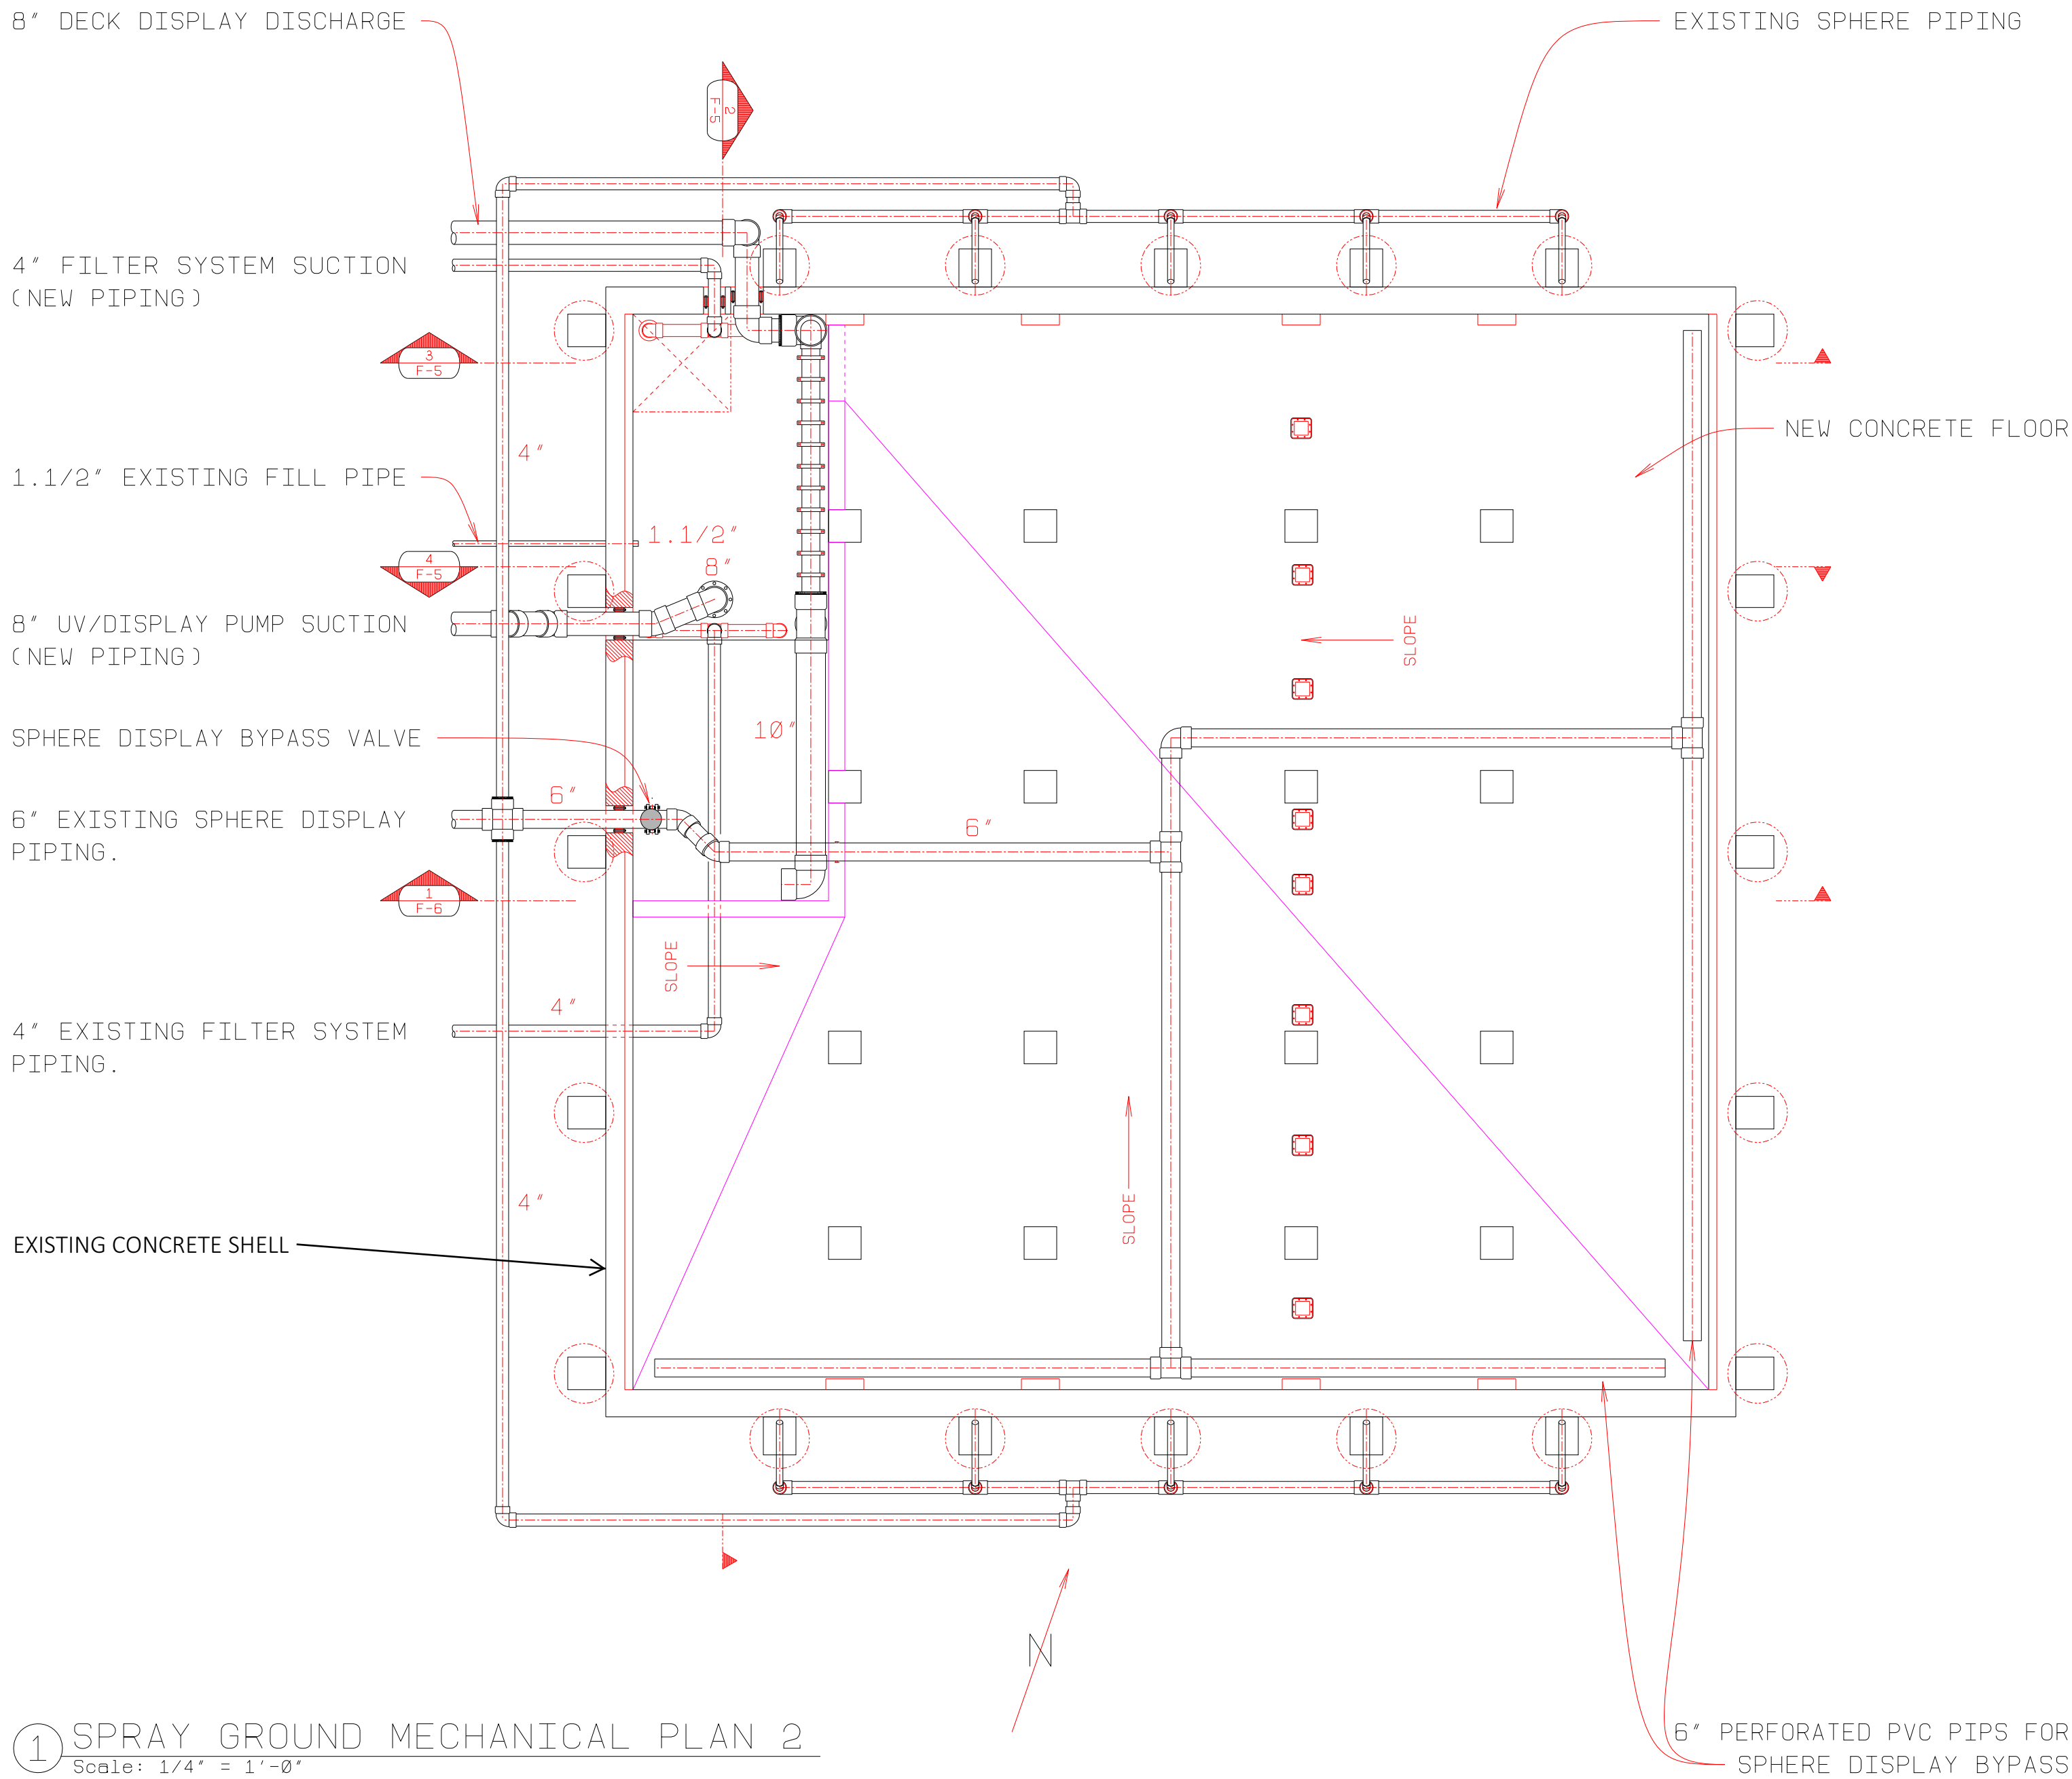 8" DECK DISPLAY DISCHARGE
EXISTING SPHERE PIPING
2
F-5
4" FILTER SYSTEM SUCTION
(NEW PIPING)
3
F-5
NEW CONCRETE FLOOR
4"
1.1/2" EXISTING FILL PIPE
1.1/2"
8"
4
F-5
8" UV/DISPLAY PUMP SUCTION
(NEW PIPING)
SLOPE
10"
SPHERE DISPLAY BYPASS VALVE
6"
6"
6" EXISTING SPHERE DISPLAY
PIPING.
1
F-6
SLOPE
4"
4" EXISTING FILTER SYSTEM
PIPING.
4"
SLOPE
EXISTING CONCRETE SHELL
N
1
SPRAY GROUND MECHANICAL PLAN 2
Scale: 1/4" = 1'-0"
6" PERFORATED PVC PIPS FOR
SPHERE DISPLAY BYPASS